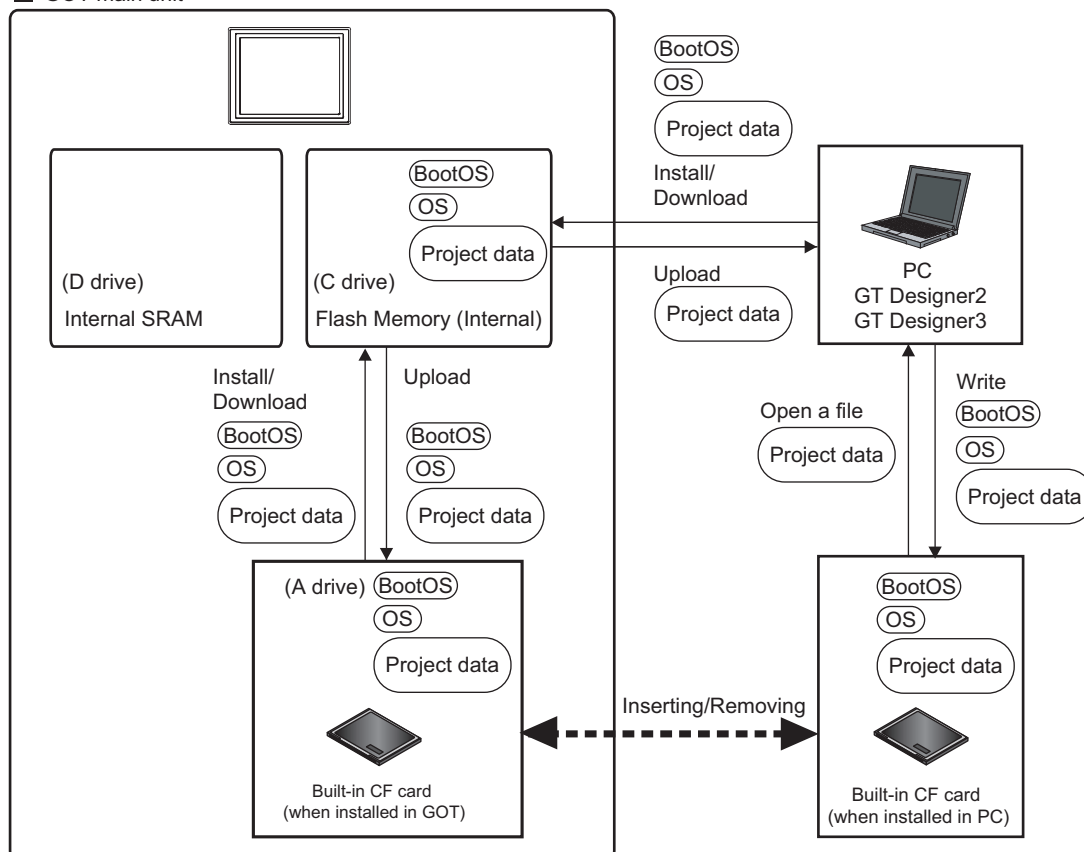 BootOS
OS
Project data
Install/
Download
BootOS
OS
Project data
(D drive)
Internal SRAM
(C drive)
Flash Memory (Internal)
Upload
Project data
PC
GT Designer2
GT Designer3
Install/
Download
BootOS
OS
Project data
Upload
BootOS
OS
Project data
Open a file
Project data
Write
BootOS
OS
Project data
(A drive)
BootOS
OS
Project data
Built-in CF card
(when installed in GOT)
Inserting/Removing
BootOS
OS
Project data
Built-in CF card
(when installed in PC)